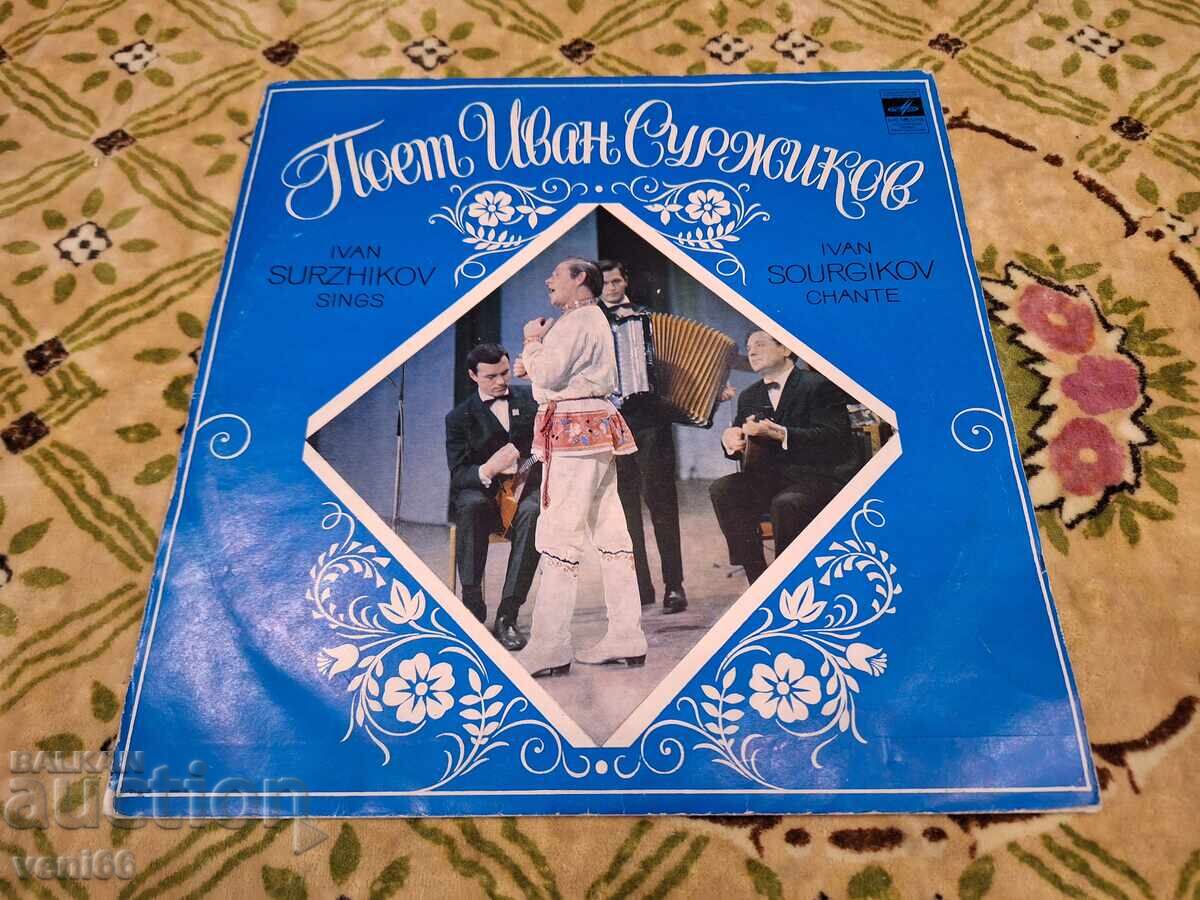 Поет Иван Суржиков
IVAN
SURZHIKOV
SINGS
IVAN
SOURGIKOV
CHANTE
BALKAN
auction
veni66